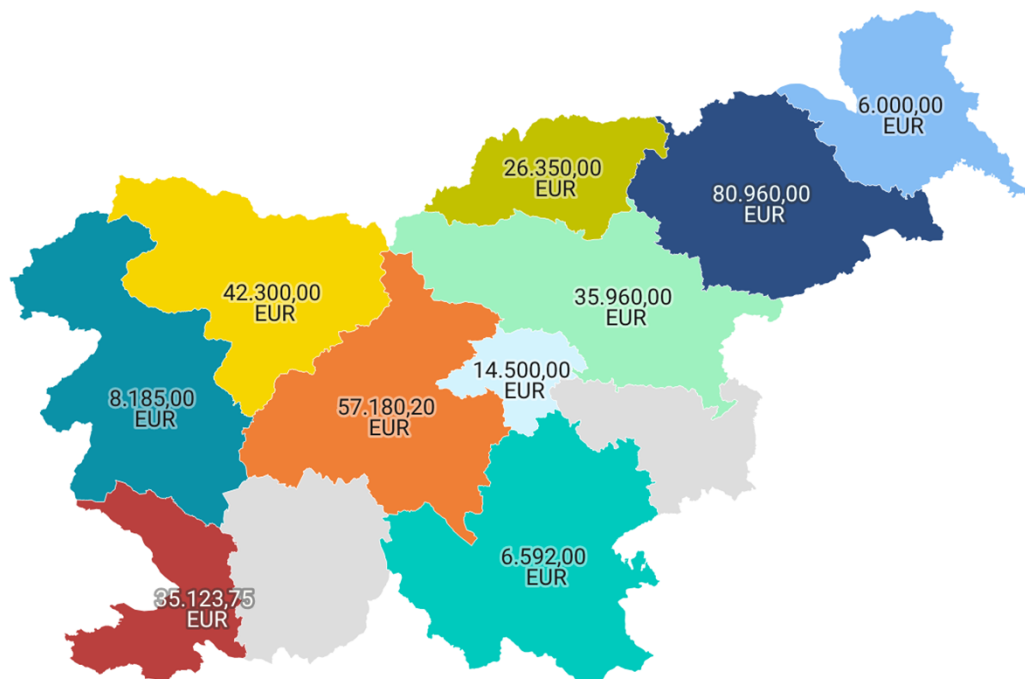 6.000,00
EUR
26.350,00
EUR
80.960,00
EUR
42.300,00
EUR
35.960,00
EUR
14.500,00
EUR
8.185,00
EUR
57.180,20
EUR
6.592,00
EUR
35.123,75
EUR